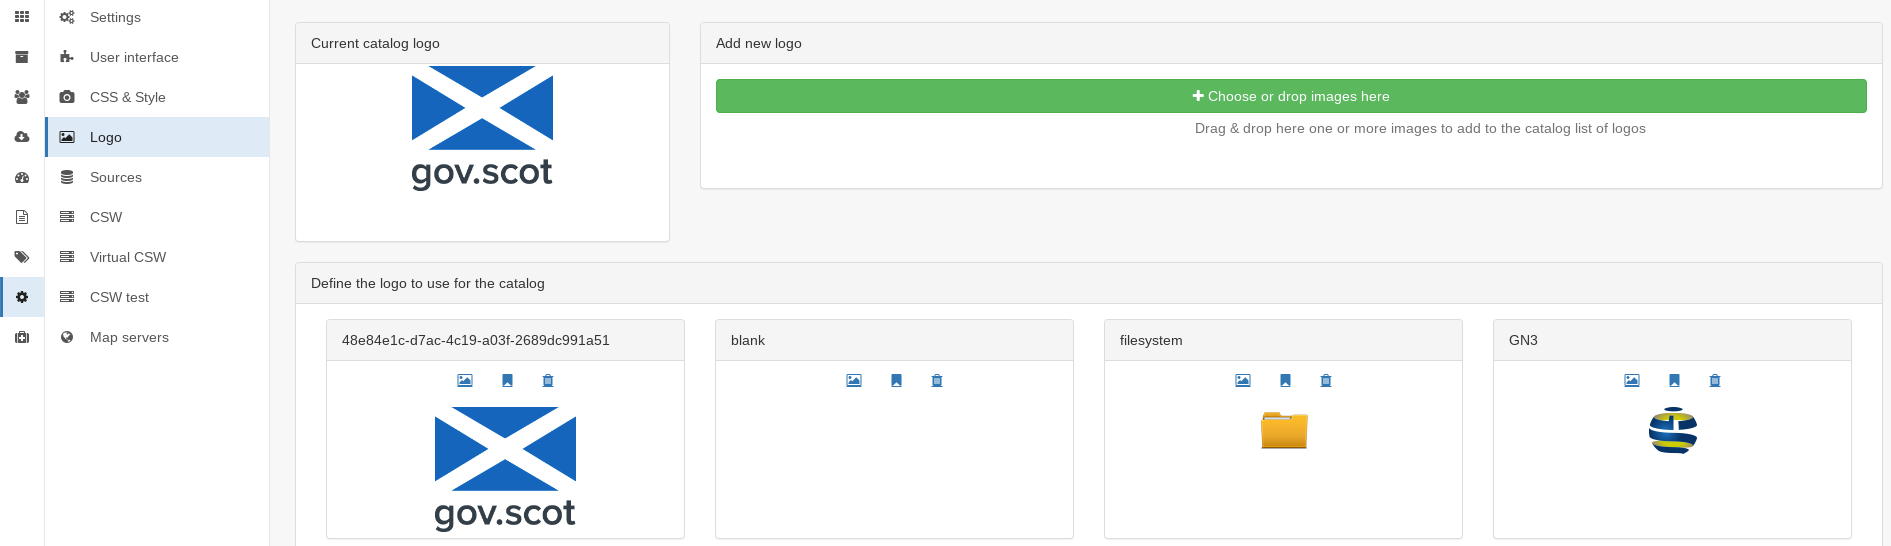 Settings
User interface
CSS & Style
Logo
Sources
CSW
Virtual CSW
CSW test
Map servers
Current catalog logo
gov.scot
Add new logo
Choose or drop images here
Drag & drop here one or more images to add to the catalog list of logos
Define the logo to use for the catalog
48e84e1c-d7ac-4c19-a03f-2689dc991a51
gov.scot
blank
filesystem
GN3